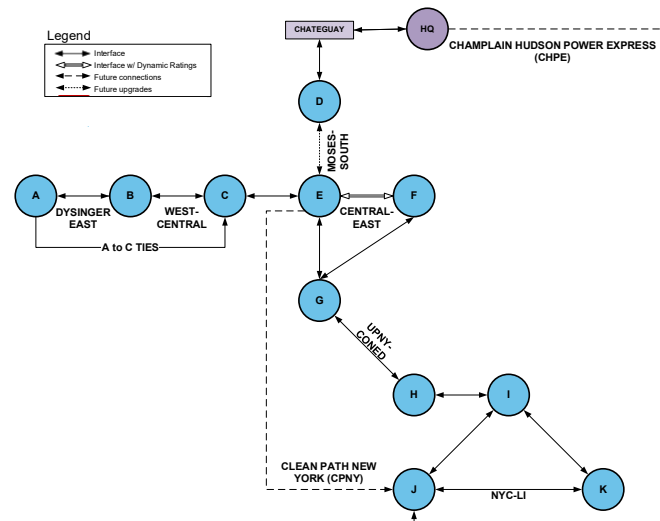 Legend
Interface
Interface w/ Dynamic Ratings
Future connections
Future upgrades
CHATEGUAY
HQ
CHAMPLAIN HUDSON POWER EXPRESS
(CHPE)
D
MOSES-
SOUTH
A
B
C
E
F
DYSINGER
EAST
WEST-
CENTRAL
CENTRAL-
EAST
A to C TIES
G
UPNY-
CONED
H
I
CLEAN PATH NEW
YORK (CPNY)
J
NYC-LI
K